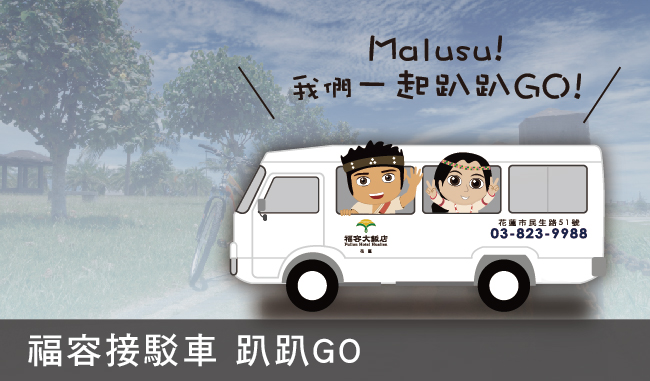 Malusu!
我們一起趴趴GO!
花蓮市民生路51號
03-823-9988
福容大飯店
Fullon Hotel Hualien
花蓮
福容接駁車 趴趴GO